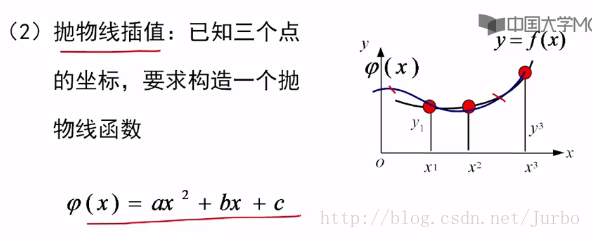 中国大学MO
(2) 抛物线插值：已知三个点
的坐标，要求构造一个抛
物线函数
φ(x) = ax² + bx + c
y
y = f(x)
φ(x)
y₁
y³
o
x1
x2
x3
x
http://blog.csdn.net/Jurbo